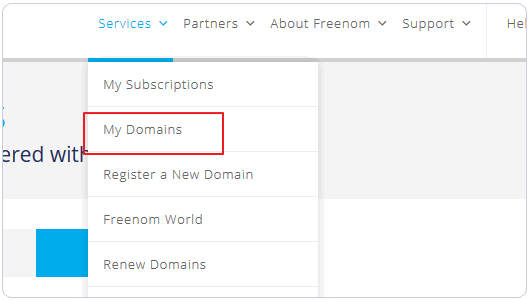 Services Partners About Freenom Support Hel
My Subscriptions
My Domains
ered with
Register a New Domain
Freenom World
Renew Domains